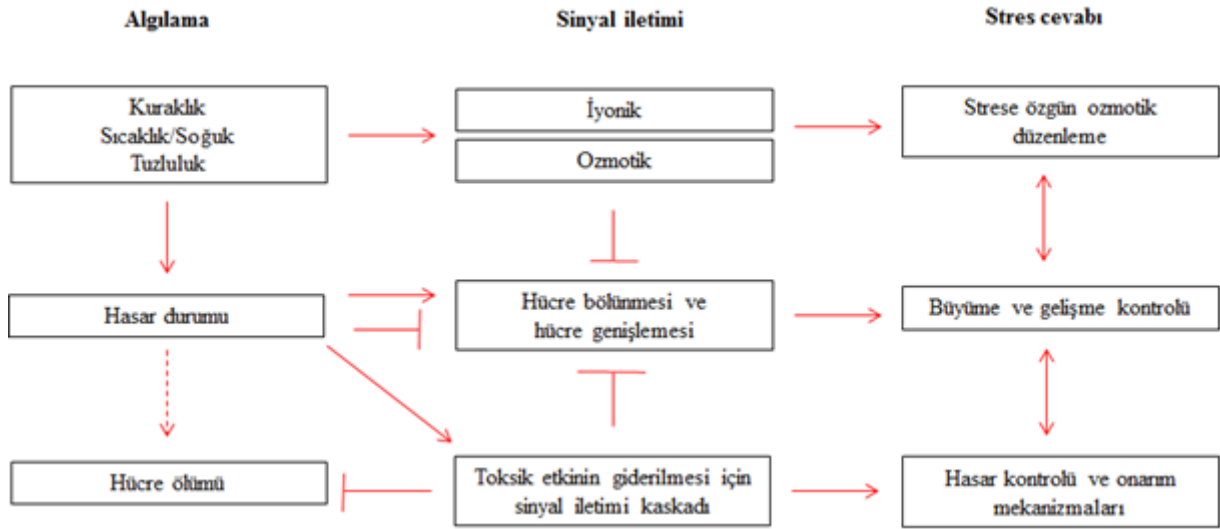 Algılama
Sinyal iletimi
Stres cevabı
Kuraklık
Sıcaklık/Soğuk
Tuzluluk
İyonik
Ozmotik
Strese özgün ozmotik
düzenleme
Hasar durumu
Hücre bölünmesi ve
hücre genişlemesi
Büyüme ve gelişme kontrolü
Hücre ölümü
Toksik etkinin giderilmesi için
sinyal iletimi kaskadı
Hasar kontrolü ve onarım
mekanizmaları